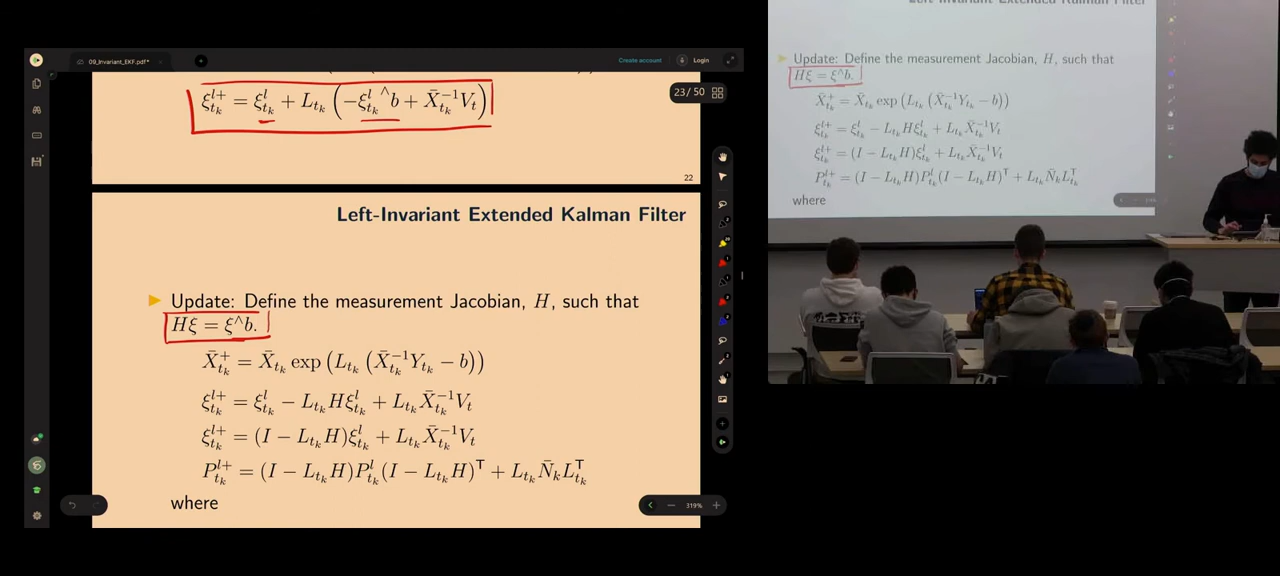 09_Invariant_EKF.pdf*
Create account
Login
23 / 50
ξ^{l+}_{t_k} = ξ^l_{t_k} + L_{t_k} (−ξ^l_{t_k}^∧ b + X̄^{-1}_{t_k} V_t)
22
Left-Invariant Extended Kalman Filter
Update: Define the measurement Jacobian, H, such that
Hξ = ξ^∧b.
X̄^+_{t_k} = X̄_{t_k} exp (L_{t_k} (X̄^{-1}_{t_k} Y_{t_k} − b))
ξ^{l+}_{t_k} = ξ^l_{t_k} − L_{t_k} Hξ^l_{t_k} + L_{t_k} X̄^{-1}_{t_k} V_t
ξ^{l+}_{t_k} = (I − L_{t_k} H)ξ^l_{t_k} + L_{t_k} X̄^{-1}_{t_k} V_t
P^{l+}_{t_k} = (I − L_{t_k} H)P^l_{t_k} (I − L_{t_k} H)^T + L_{t_k} N̄_k L^T_{t_k}
where
319%
Left-Invariant Extended Kalman Filter
Update: Define the measurement Jacobian, H, such that
Hξ = ξ^∧b.
X̄^+_{t_k} = X̄_{t_k} exp (L_{t_k} (X̄^{-1}_{t_k} Y_{t_k} − b))
ξ^{l+}_{t_k} = ξ^l_{t_k} − L_{t_k} Hξ^l_{t_k} + L_{t_k} X̄^{-1}_{t_k} V_t
ξ^{l+}_{t_k} = (I − L_{t_k} H)ξ^l_{t_k} + L_{t_k} X̄^{-1}_{t_k} V_t
P^{l+}_{t_k} = (I − L_{t_k} H)P^l_{t_k} (I − L_{t_k} H)^T + L_{t_k} N̄_k L^T_{t_k}
where